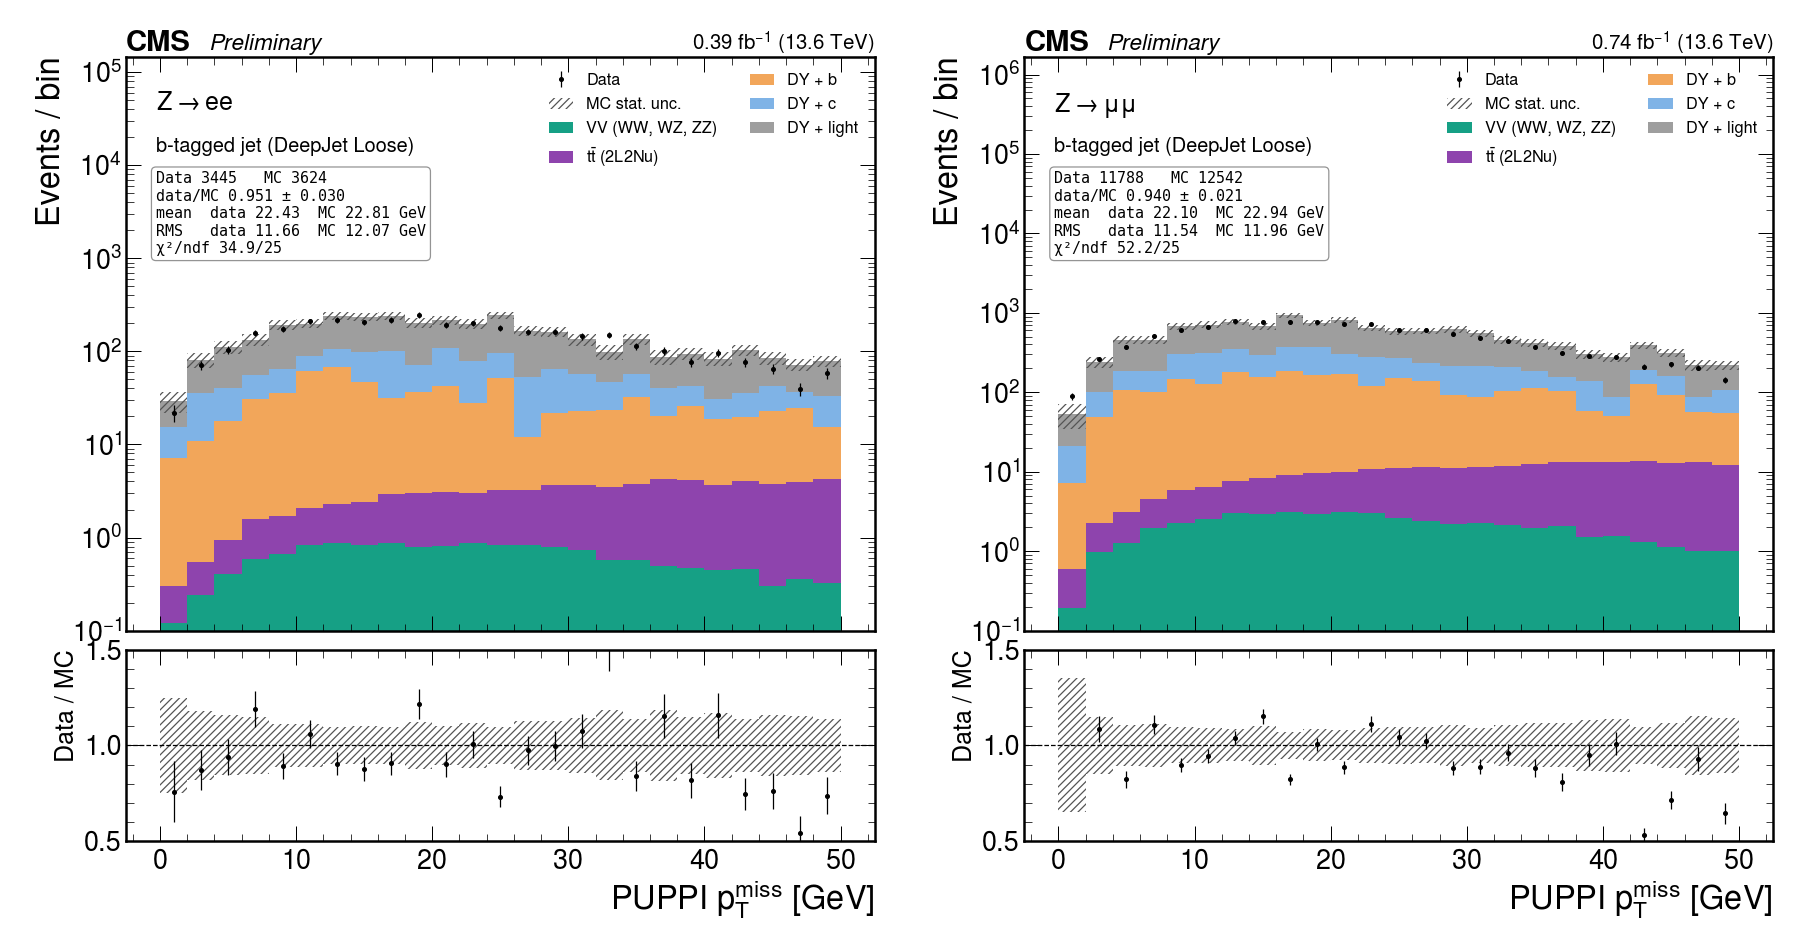 CMS Preliminary 0.39 fb⁻¹ (13.6 TeV)
Events / bin
10⁵
10⁴
10³
10²
10¹
10⁰
10⁻¹
Z → ee
b-tagged jet (DeepJet Loose)
Data 3445   MC 3624
data/MC 0.951 ± 0.030
mean  data 22.43  MC 22.81 GeV
RMS   data 11.66  MC 12.07 GeV
χ²/ndf 34.9/25
Data
MC stat. unc.
VV (WW, WZ, ZZ)
tt̄ (2L2Nu)
DY + b
DY + c
DY + light
Data / MC
1.5
1.0
0.5
0 10 20 30 40 50
PUPPI p_T^miss [GeV]
CMS Preliminary 0.74 fb⁻¹ (13.6 TeV)
Events / bin
10⁶
10⁵
10⁴
10³
10²
10¹
10⁰
10⁻¹
Z → μμ
b-tagged jet (DeepJet Loose)
Data 11788   MC 12542
data/MC 0.940 ± 0.021
mean  data 22.10  MC 22.94 GeV
RMS   data 11.54  MC 11.96 GeV
χ²/ndf 52.2/25
Data
MC stat. unc.
VV (WW, WZ, ZZ)
tt̄ (2L2Nu)
DY + b
DY + c
DY + light
Data / MC
1.5
1.0
0.5
0 10 20 30 40 50
PUPPI p_T^miss [GeV]